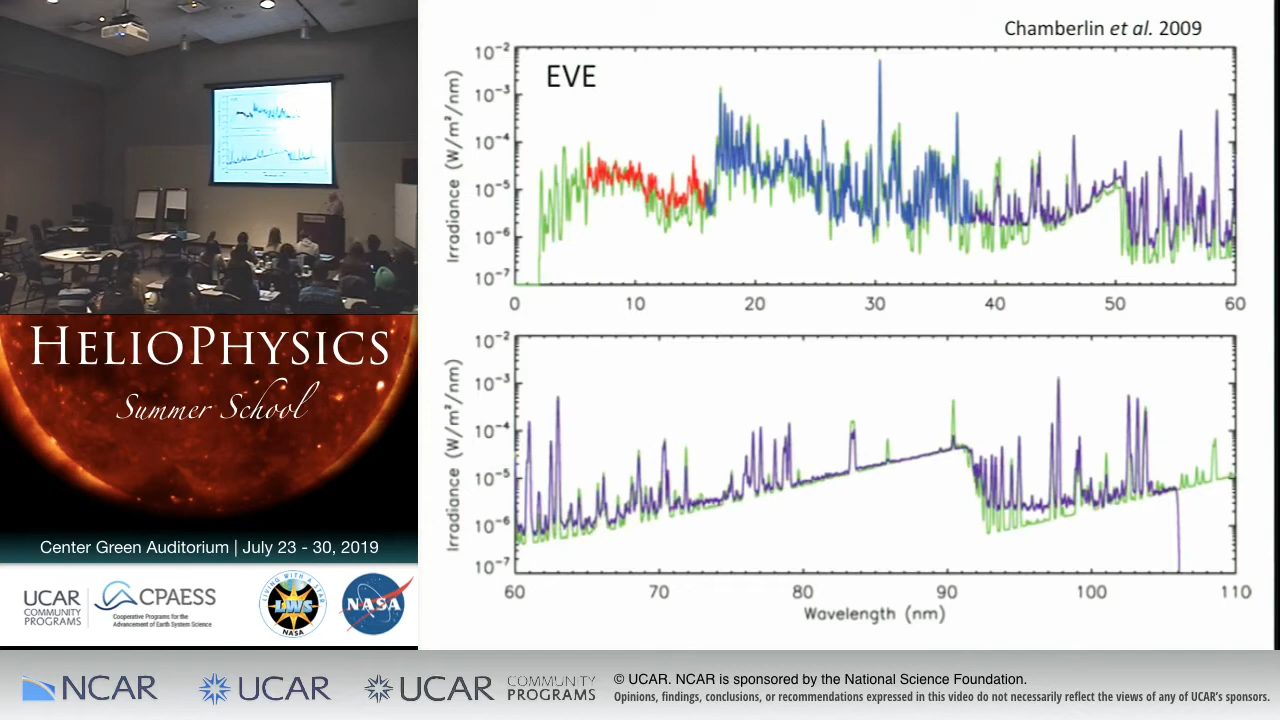 Chamberlin et al. 2009
EVE
Irradiance (W/m²/nm)
10⁻²
10⁻³
10⁻⁴
10⁻⁵
10⁻⁶
10⁻⁷
0 10 20 30 40 50 60
Irradiance (W/m²/nm)
10⁻²
10⁻³
10⁻⁴
10⁻⁵
10⁻⁶
10⁻⁷
60 70 80 90 100 110
Wavelength (nm)
HELIOPHYSICS
Summer School
Center Green Auditorium | July 23 - 30, 2019
UCAR
COMMUNITY
PROGRAMS
CPAESS
Cooperative Programs for the
Advancement of Earth System Science
LIVING WITH A STAR
LWS
NASA
NASA
NCAR
UCAR
UCAR
COMMUNITY
PROGRAMS
© UCAR. NCAR is sponsored by the National Science Foundation.
Opinions, findings, conclusions, or recommendations expressed in this video do not necessarily reflect the views of any of UCAR's sponsors.